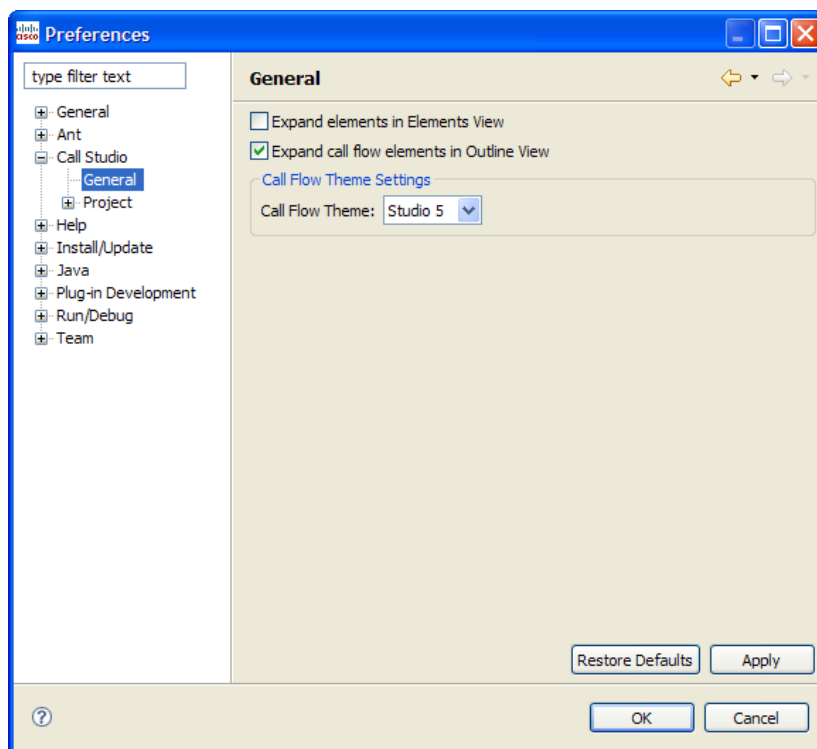 cisco Preferences
type filter text
General
Ant
Call Studio
General
Project
Help
Install/Update
Java
Plug-in Development
Run/Debug
Team
General
Expand elements in Elements View
Expand call flow elements in Outline View
Call Flow Theme Settings
Call Flow Theme: Studio 5
Restore Defaults Apply
? OK Cancel